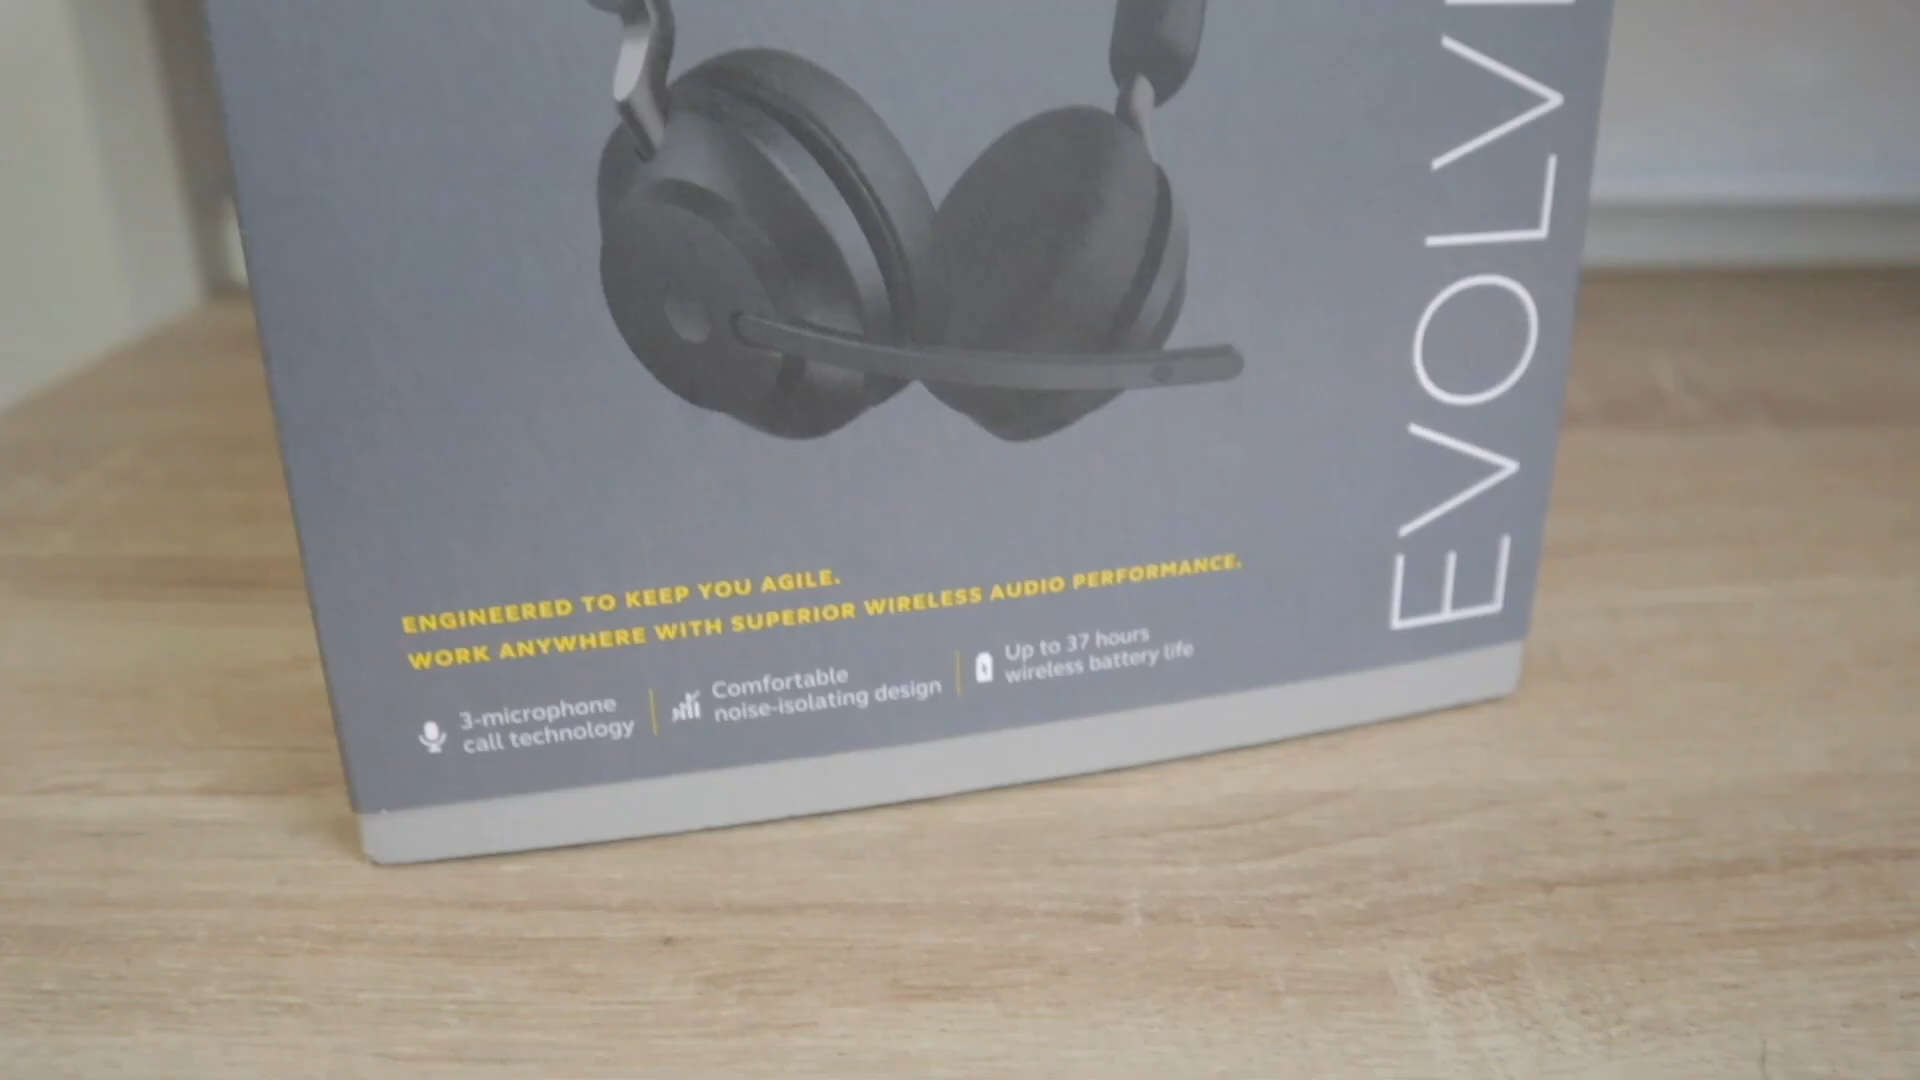 ENGINEERED TO KEEP YOU AGILE.
WORK ANYWHERE WITH SUPERIOR WIRELESS AUDIO PERFORMANCE.
3-microphone
call technology
Comfortable
noise-isolating design
Up to 37 hours
wireless battery life
EVOLV